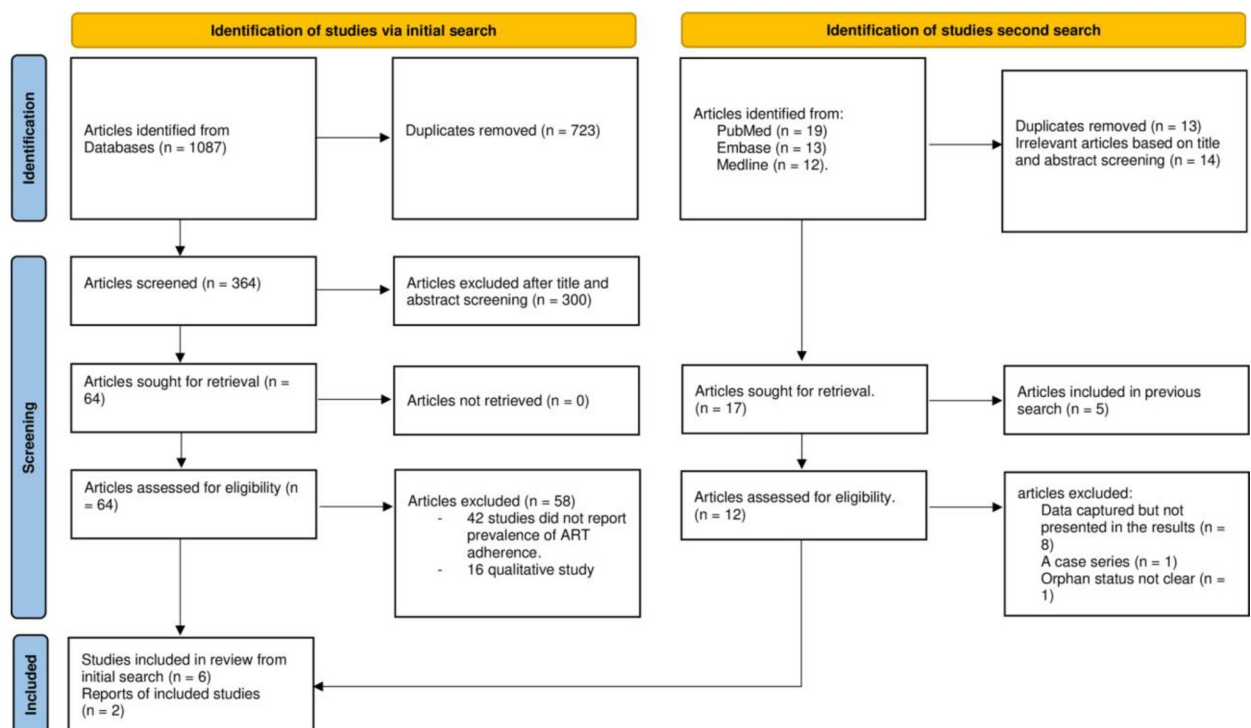 Identification of studies via initial search
Identification of studies second search
Identification
Articles identified from
Databases (n = 1087)
Duplicates removed (n = 723)
Articles identified from:
PubMed (n = 19)
Embase (n = 13)
Medline (n = 12).
Duplicates removed (n = 13)
Irrelevant articles based on title
and abstract screening (n = 14)
Screening
Articles screened (n = 364)
Articles excluded after title and
abstract screening (n = 300)
Articles sought for retrieval (n =
64)
Articles not retrieved (n = 0)
Articles sought for retrieval.
(n = 17)
Articles included in previous
search (n = 5)
Articles assessed for eligibility (n
= 64)
Articles excluded (n = 58)
- 42 studies did not report
prevalence of ART
adherence.
- 16 qualitative study
Articles assessed for eligibility.
(n = 12)
articles excluded:
Data captured but not
presented in the results (n =
8)
A case series (n = 1)
Orphan status not clear (n =
1)
Included
Studies included in review from
initial search (n = 6)
Reports of included studies
(n = 2)